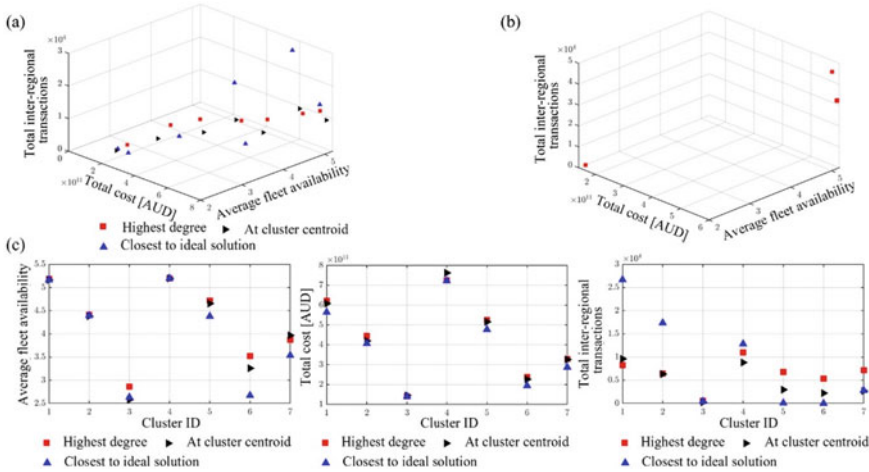 (a)
3
×10⁴
2
1
0
Total inter-regional
transactions
0
2
4
6
8
×10¹¹
Total cost [AUD]
2
3
4
5
Average fleet availability
Highest degree
At cluster centroid
Closest to ideal solution
(b)
5
4
3
2
1
0
Total inter-regional
transactions
2
3
4
5
6
×10¹¹
Total cost [AUD]
2
3
4
5
Average fleet availability
(c)
5.5
5
4.5
4
3.5
3
2.5
Average fleet availability
1 2 3 4 5 6 7
Cluster ID
Highest degree
At cluster centroid
Closest to ideal solution
8
7
6
5
4
3
2
1
×10¹¹
Total cost [AUD]
1 2 3 4 5 6 7
Cluster ID
Highest degree
At cluster centroid
Closest to ideal solution
3
2.5
2
1.5
1
0.5
0
Total inter-regional
transactions
1 2 3 4 5 6 7
Cluster ID
Highest degree
At cluster centroid
Closest to ideal solution